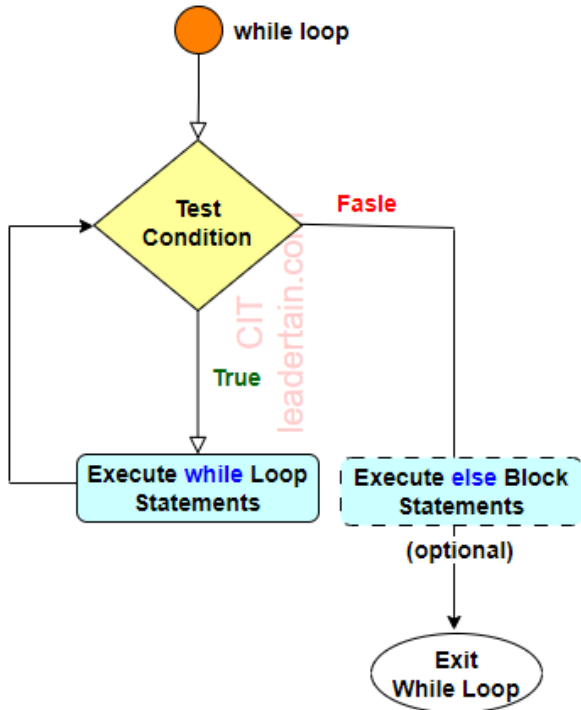 while loop
Test
Condition
Fasle
CIT
leadertain.com
True
Execute while Loop
Statements
Execute else Block
Statements
(optional)
Exit
While Loop